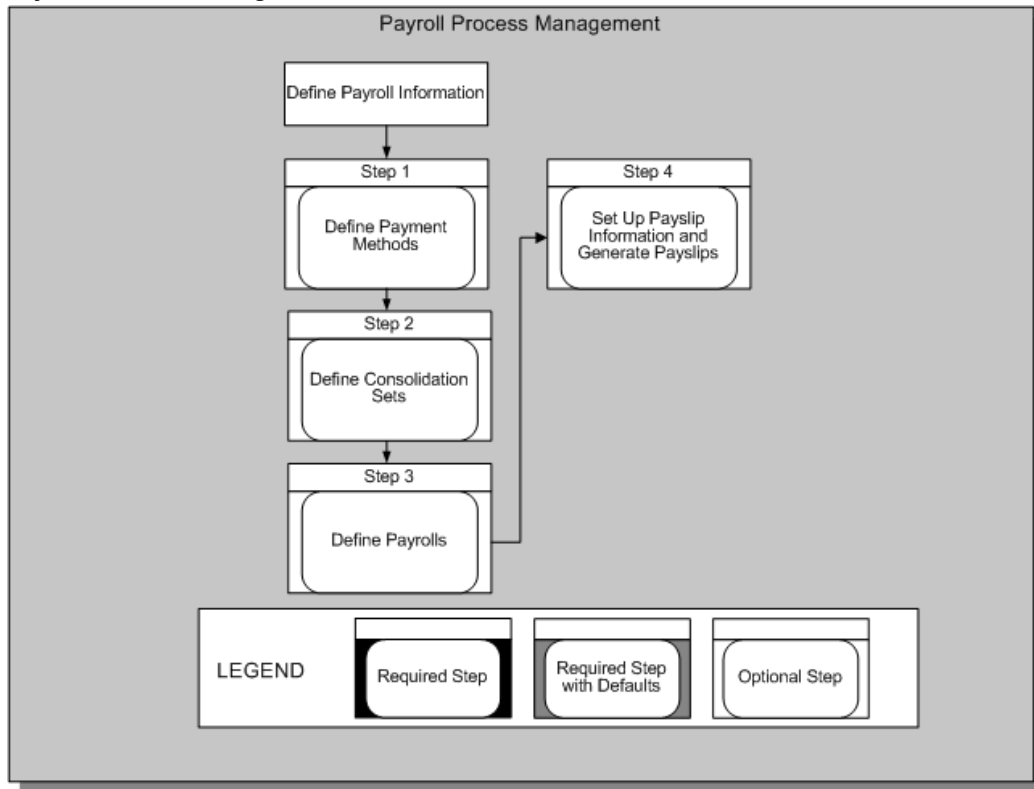 Payroll Process Management
Define Payroll Information
Step 1
Define Payment
Methods
Step 2
Define Consolidation
Sets
Step 3
Define Payrolls
Step 4
Set Up Payslip
Information and
Generate Payslips
LEGEND
Required Step
Required Step
with Defaults
Optional Step